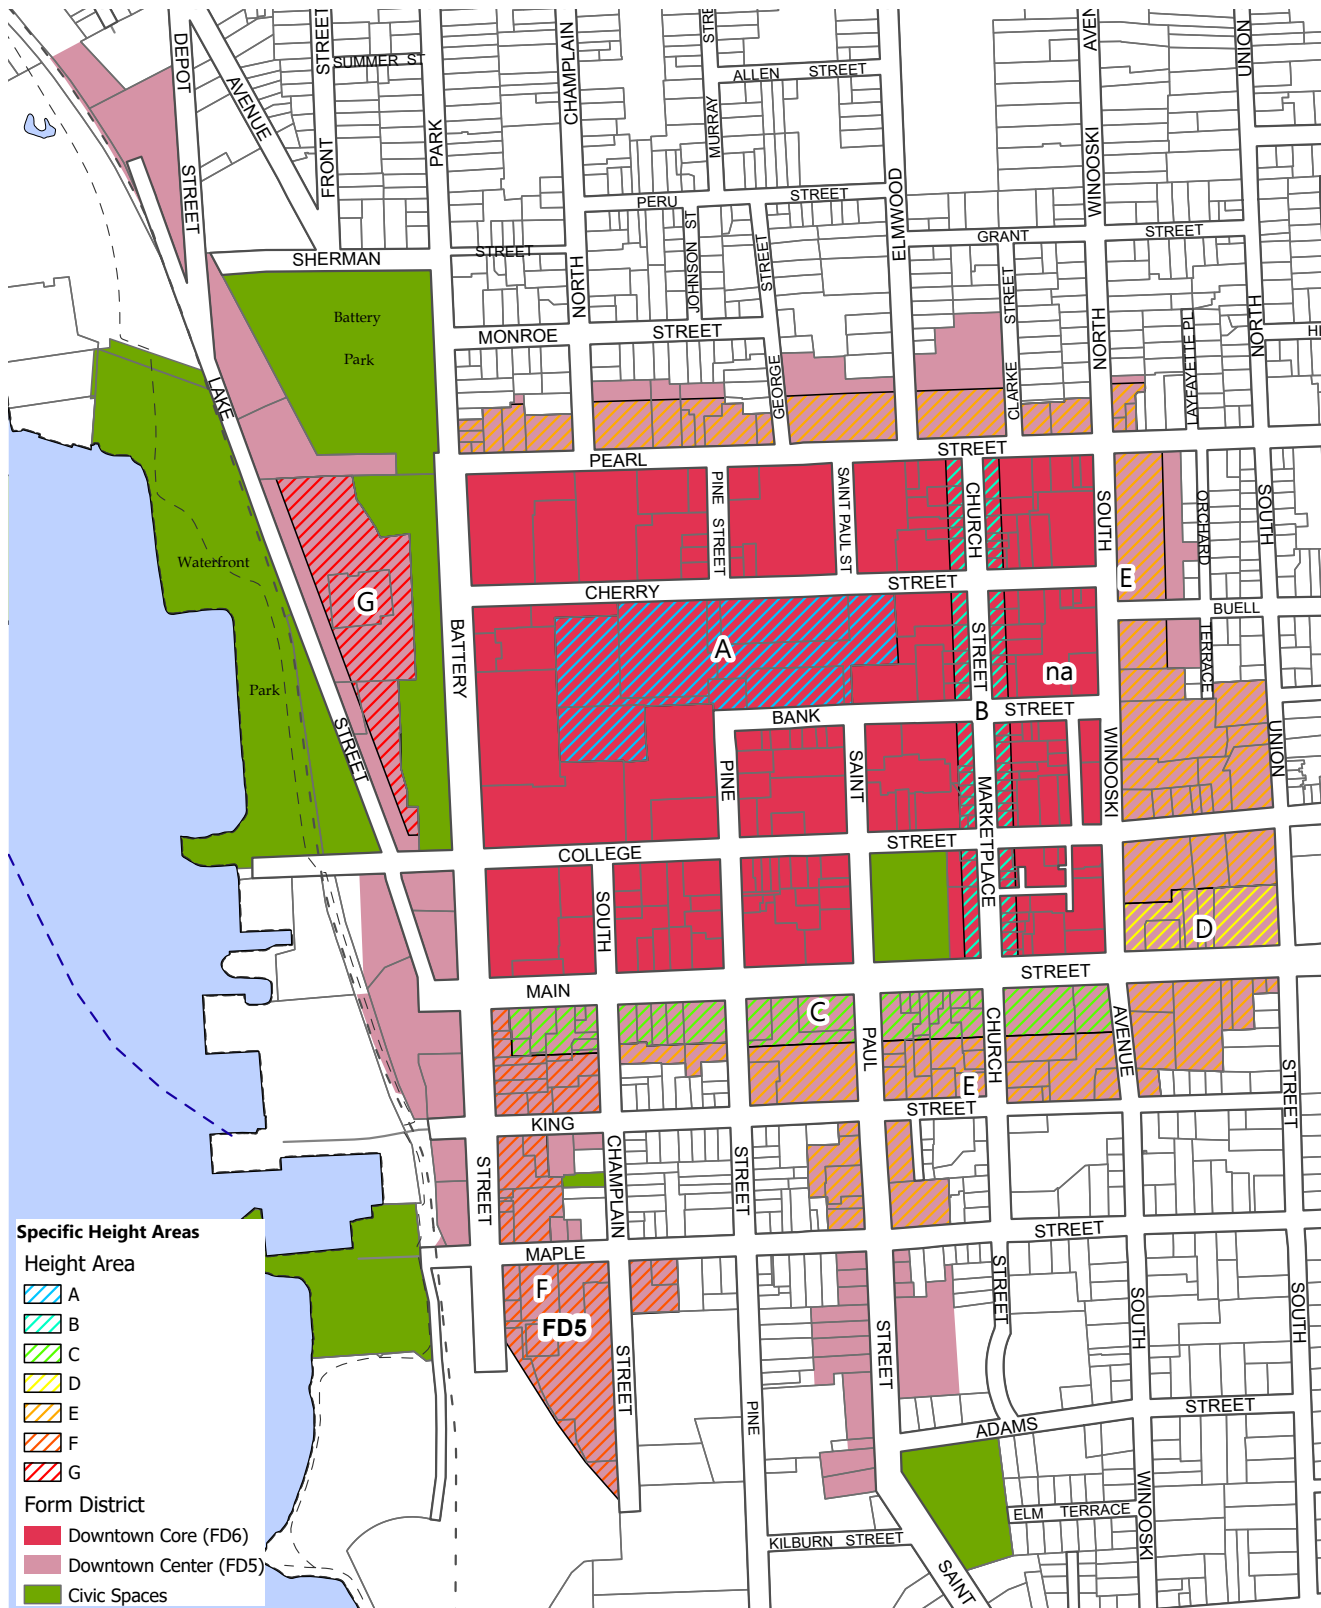 DEPOT
STREET
AVENUE
FRONT
STREET
SUMMER ST
PARK
CHAMPLAIN
NORTH
STRE
MURRAY
ALLEN STREET
PERU STREET
ELMWOOD
AVEN
WINOOSKI
NORTH
UNION
NORTH
GRANT STREET
SHERMAN
STREET
JOHNSON ST
STREET
GEORGE
CLARKE STREET
LAFAYETTE PL
HI
MONROE STREET
Battery
Park
LAKE
STREET
PEARL STREET
PINE
STREET
SAINT PAUL ST
CHURCH
STREET
SOUTH
ORCHARD
TERRACE
SOUTH
UNION
Waterfront
Park
G
E
CHERRY STREET
BUELL
BATTERY
A
na
B
BANK STREET
PINE
SAINT
MARKETPLACE
WINOOSKI
COLLEGE STREET
SOUTH
D
MAIN STREET
C
PAUL
CHURCH
AVENUE
STREET
E
KING STREET
STREET
CHAMPLAIN
STREET
MAPLE STREET
F
FD5
STREET
PINE
STREET
STREET
SOUTH
SOUTH
STREET
ADAMS
WINOOSKI
ELM TERRACE
KILBURN STREET
SAINT
Specific Height Areas
Height Area
A
B
C
D
E
F
G
Form District
Downtown Core (FD6)
Downtown Center (FD5)
Civic Spaces